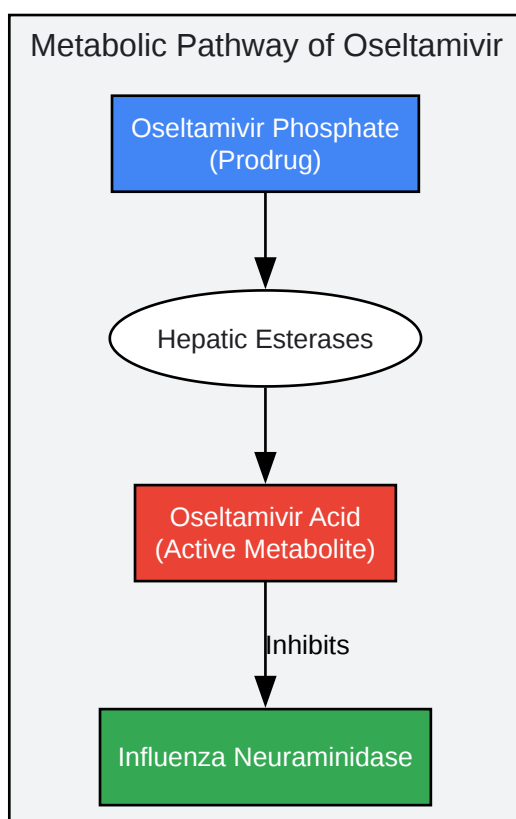 Metabolic Pathway of Oseltamivir
Oseltamivir Phosphate
(Prodrug)
Hepatic Esterases
Oseltamivir Acid
(Active Metabolite)
Inhibits
Influenza Neuraminidase